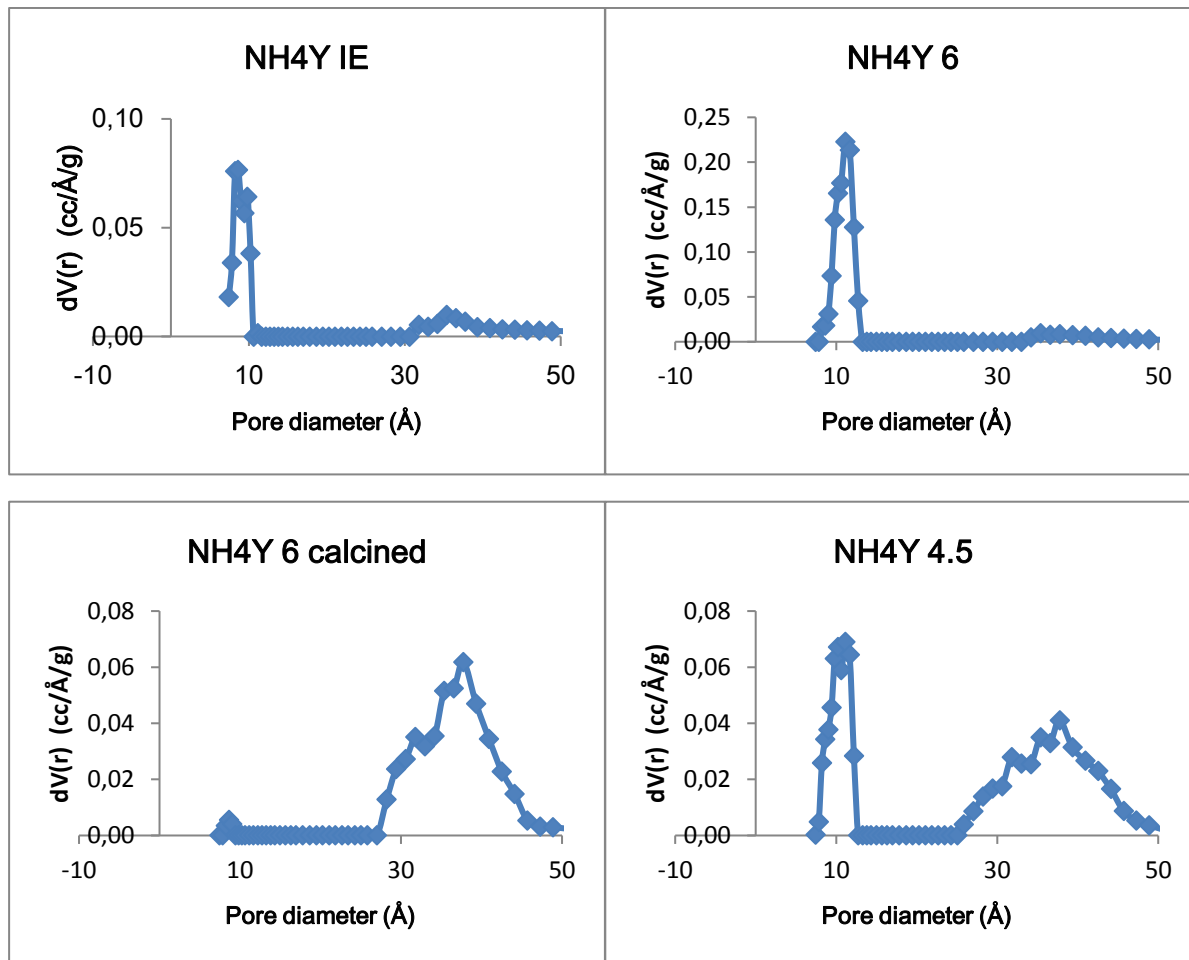 NH4Y IE
0,10
0,05
0,00
-10 10 30 50
dV(r) (cc/Å/g)
Pore diameter (Å)
NH4Y 6
0,25
0,20
0,15
0,10
0,05
0,00
-10 10 30 50
dV(r) (cc/Å/g)
Pore diameter (Å)
NH4Y 6 calcined
0,08
0,06
0,04
0,02
0,00
-10 10 30 50
dV(r) (cc/Å/g)
Pore diameter (Å)
NH4Y 4.5
0,08
0,06
0,04
0,02
0,00
-10 10 30 50
dV(r) (cc/Å/g)
Pore diameter (Å)